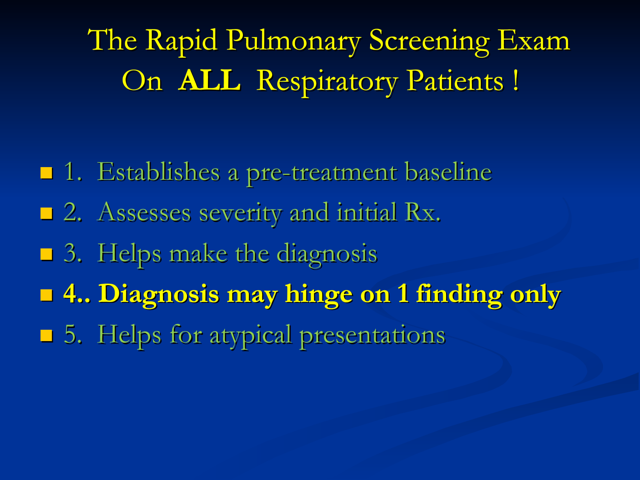 The Rapid Pulmonary Screening Exam
On ALL Respiratory Patients !
1. Establishes a pre-treatment baseline
2. Assesses severity and initial Rx.
3. Helps make the diagnosis
4.. Diagnosis may hinge on 1 finding only
5. Helps for atypical presentations